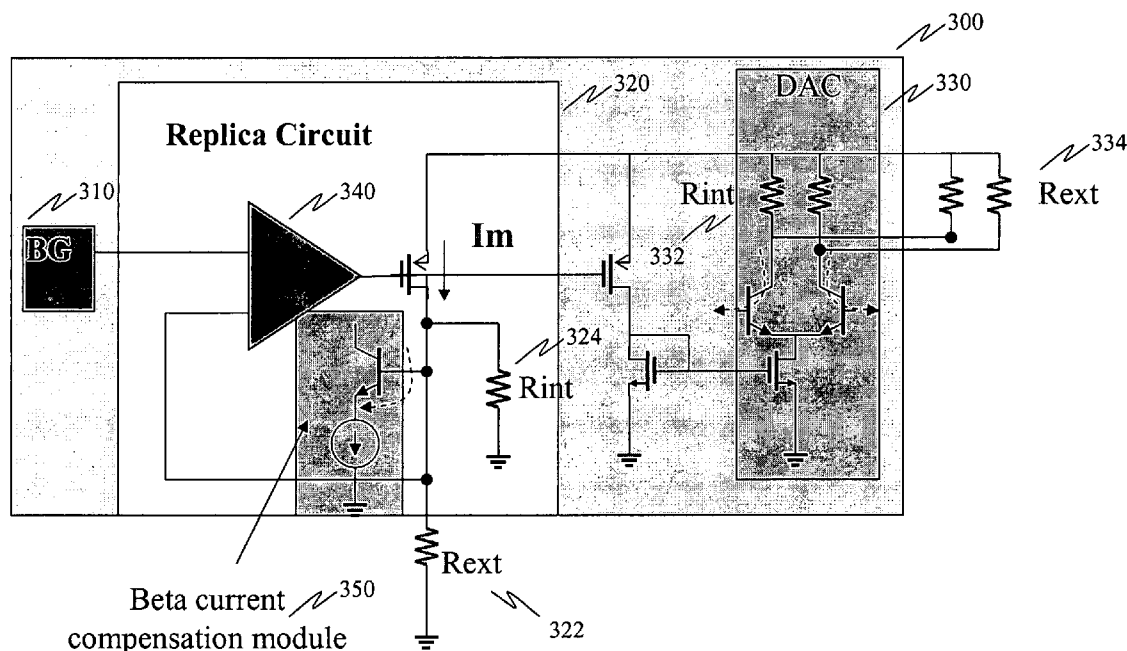 300
320
DAC
330
Replica Circuit
334
310
340
Rint
Rext
BG
Im
332
324
Rint
Rext
Beta current
350
compensation module
322